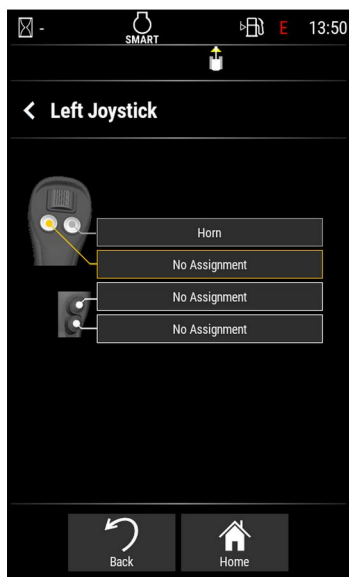 -
SMART
E
13:50
Left Joystick
Horn
No Assignment
No Assignment
No Assignment
Back
Home